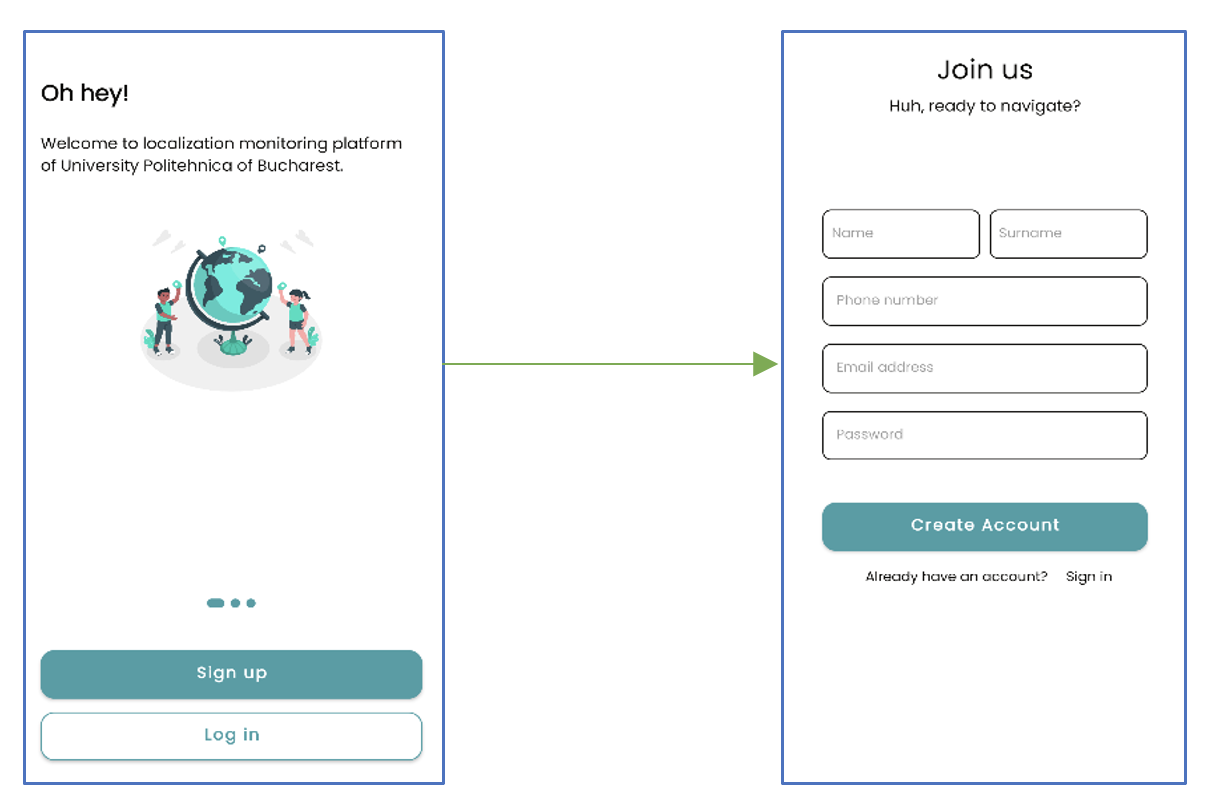 Oh hey!
Welcome to localization monitoring platform
of University Politehnica of Bucharest.
Sign up
Log in
Join us
Huh, ready to navigate?
Name
Surname
Phone number
Email address
Password
Create Account
Already have an account? Sign in